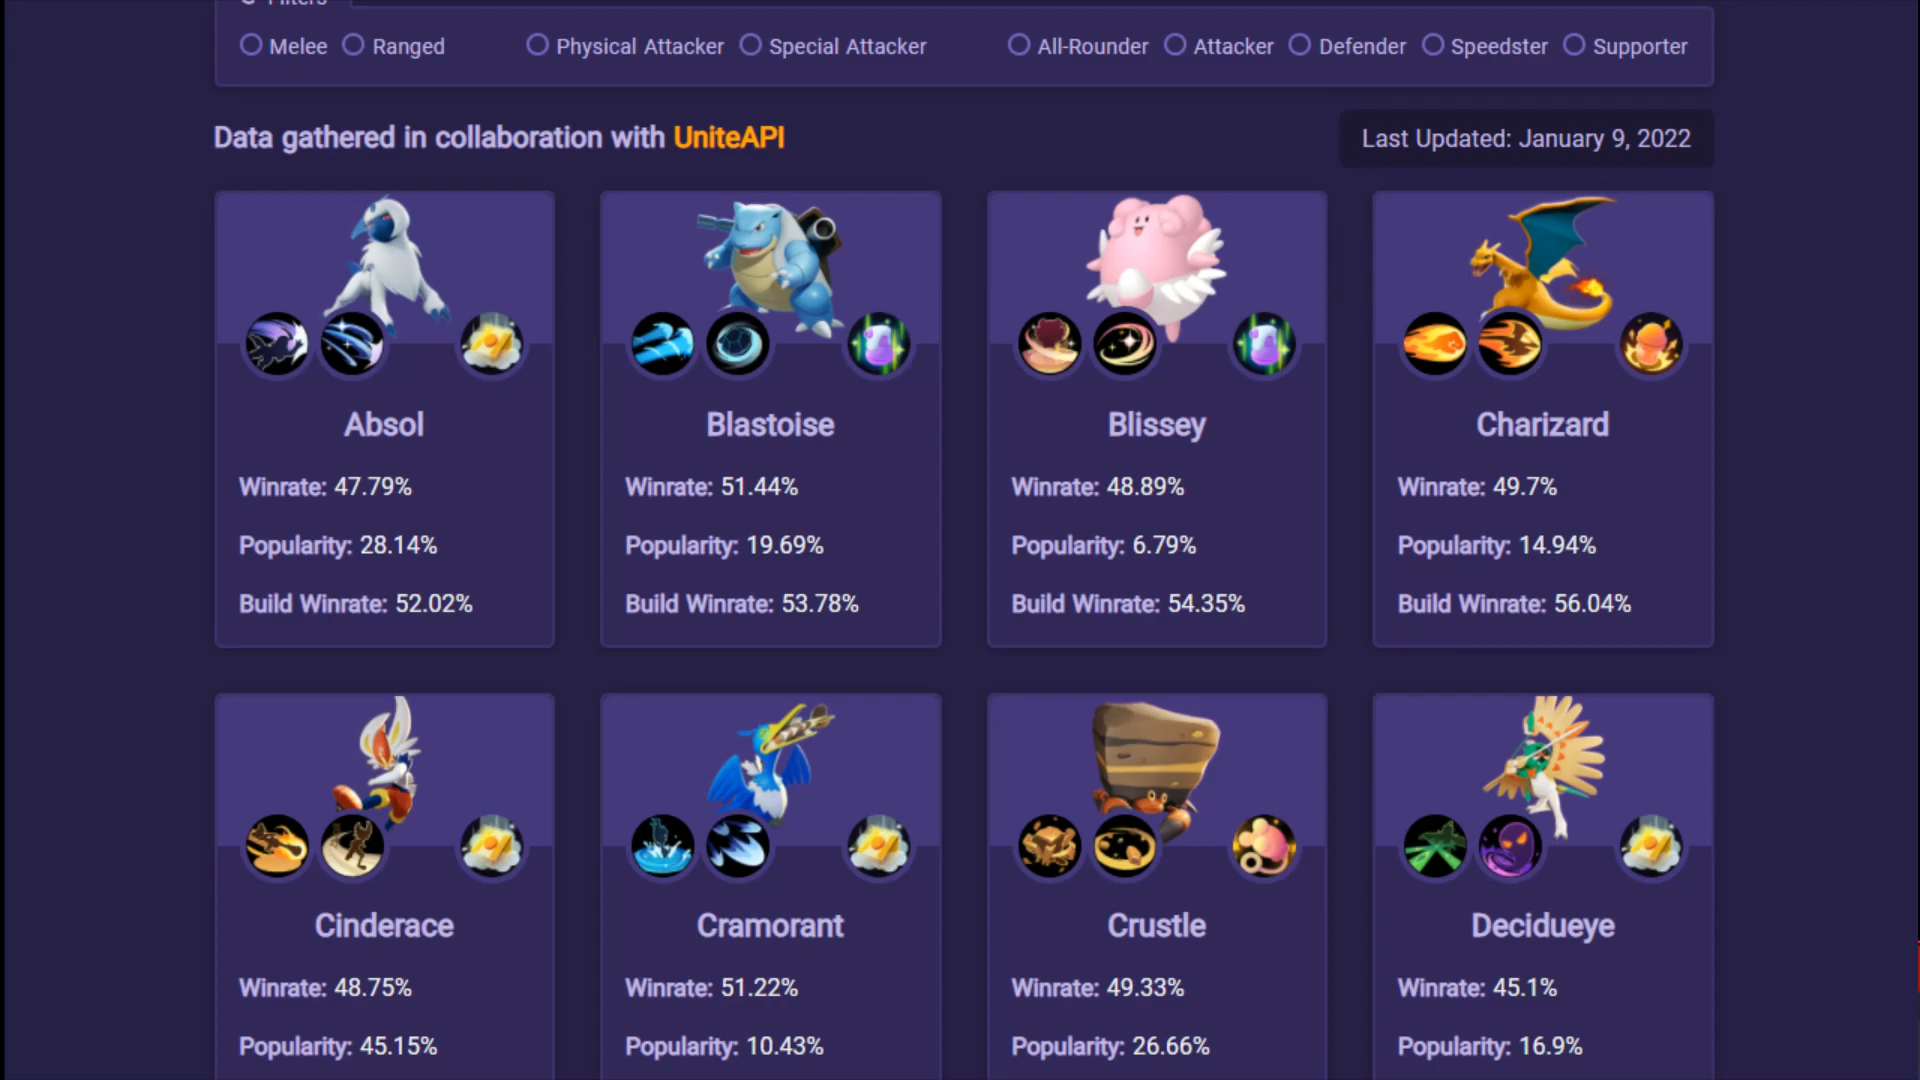 Filters
Melee Ranged Physical Attacker Special Attacker All-Rounder Attacker Defender Speedster Supporter
Data gathered in collaboration with UniteAPI
Last Updated: January 9, 2022
Absol
Winrate: 47.79%
Popularity: 28.14%
Build Winrate: 52.02%
Blastoise
Winrate: 51.44%
Popularity: 19.69%
Build Winrate: 53.78%
Blissey
Winrate: 48.89%
Popularity: 6.79%
Build Winrate: 54.35%
Charizard
Winrate: 49.7%
Popularity: 14.94%
Build Winrate: 56.04%
Cinderace
Winrate: 48.75%
Popularity: 45.15%
Cramorant
Winrate: 51.22%
Popularity: 10.43%
Crustle
Winrate: 49.33%
Popularity: 26.66%
Decidueye
Winrate: 45.1%
Popularity: 16.9%